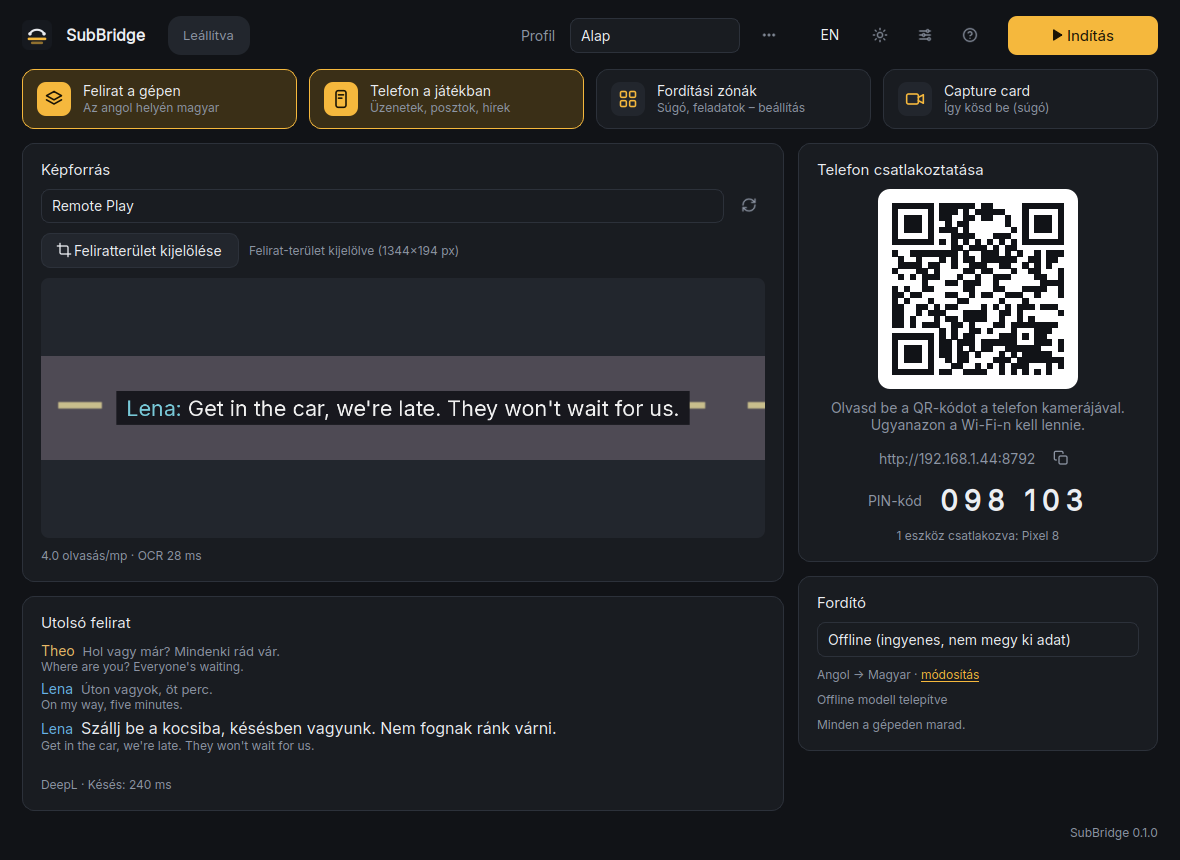 SubBridge
Leállítva
Profil
Alap
EN
Indítás
Felirat a gépen
Az angol helyén magyar
Telefon a játékban
Üzenetek, posztok, hírek
Fordítási zónák
Súgó, feladatok – beállítás
Capture card
Így kösd be (súgó)
Képforrás
Remote Play
Feliratterület kijelölése
Felirat-terület kijelölve (1344×194 px)
Lena: Get in the car, we're late. They won't wait for us.
4.0 olvasás/mp · OCR 28 ms
Utolsó felirat
Theo Hol vagy már? Mindenki rád vár.
Where are you? Everyone's waiting.
Lena Úton vagyok, öt perc.
On my way, five minutes.
Lena Szállj be a kocsiba, késésben vagyunk. Nem fognak ránk várni.
Get in the car, we're late. They won't wait for us.
DeepL · Késés: 240 ms
Telefon csatlakoztatása
Olvasd be a QR-kódot a telefon kamerájával.
Ugyanazon a Wi-Fi-n kell lennie.
http://192.168.1.44:8792
PIN-kód 098 103
1 eszköz csatlakozva: Pixel 8
Fordító
Offline (ingyenes, nem megy ki adat)
Angol → Magyar · módosítás
Offline modell telepítve
Minden a gépeden marad.
SubBridge 0.1.0